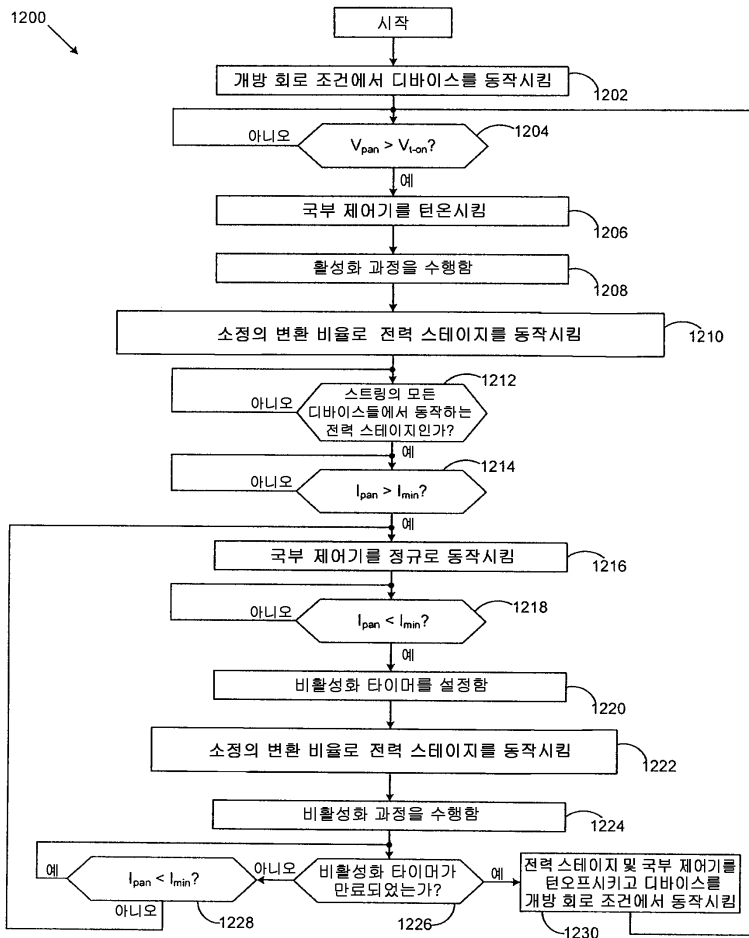 1200
시작
개방 회로 조건에서 디바이스를 동작시킴
1202
아니오
Vpan > Vt-on?
1204
예
국부 제어기를 턴온시킴
1206
활성화 과정을 수행함
1208
소정의 변환 비율로 전력 스테이지를 동작시킴
1210
1212
아니오
스트링의 모든
디바이스들에서 동작하는
전력 스테이지인가?
예
1214
아니오
Ipan > Imin?
예
국부 제어기를 정규로 동작시킴
1216
아니오
Ipan < Imin?
1218
예
비활성화 타이머를 설정함
1220
소정의 변환 비율로 전력 스테이지를 동작시킴
1222
비활성화 과정을 수행함
1224
예
Ipan < Imin?
아니오
1228
아니오
비활성화 타이머가
만료되었는가?
1226
예
전력 스테이지 및 국부 제어기를
턴오프시키고 디바이스를
개방 회로 조건에서 동작시킴
1230